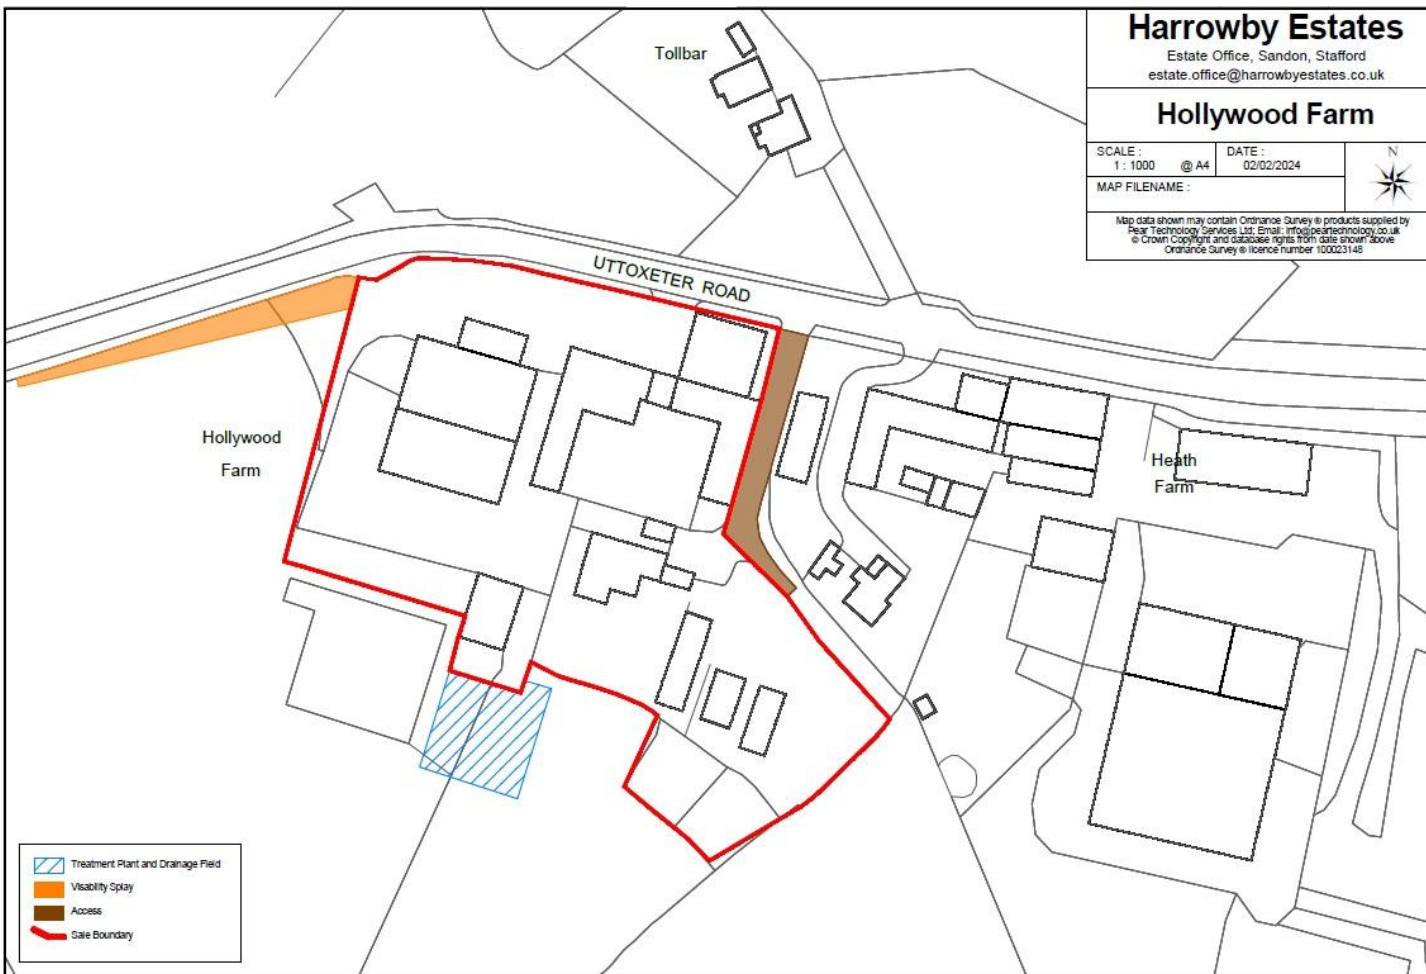 Harrowby Estates
Estate Office, Sandon, Stafford
estate.office@harrowbyestates.co.uk
Hollywood Farm
SCALE :
1 : 1000 @ A4
DATE :
02/02/2024
N
MAP FILENAME :
Map data shown may contain Ordnance Survey ® products supplied by
Pear Technology Services Ltd; Email: info@peartechnology.co.uk
© Crown Copyright and database rights from date shown above
Ordnance Survey ® licence number 100023148
Tollbar
UTTOXETER ROAD
Hollywood
Farm
Heath
Farm
Treatment Plant and Drainage Field
Visability Splay
Access
Sale Boundary